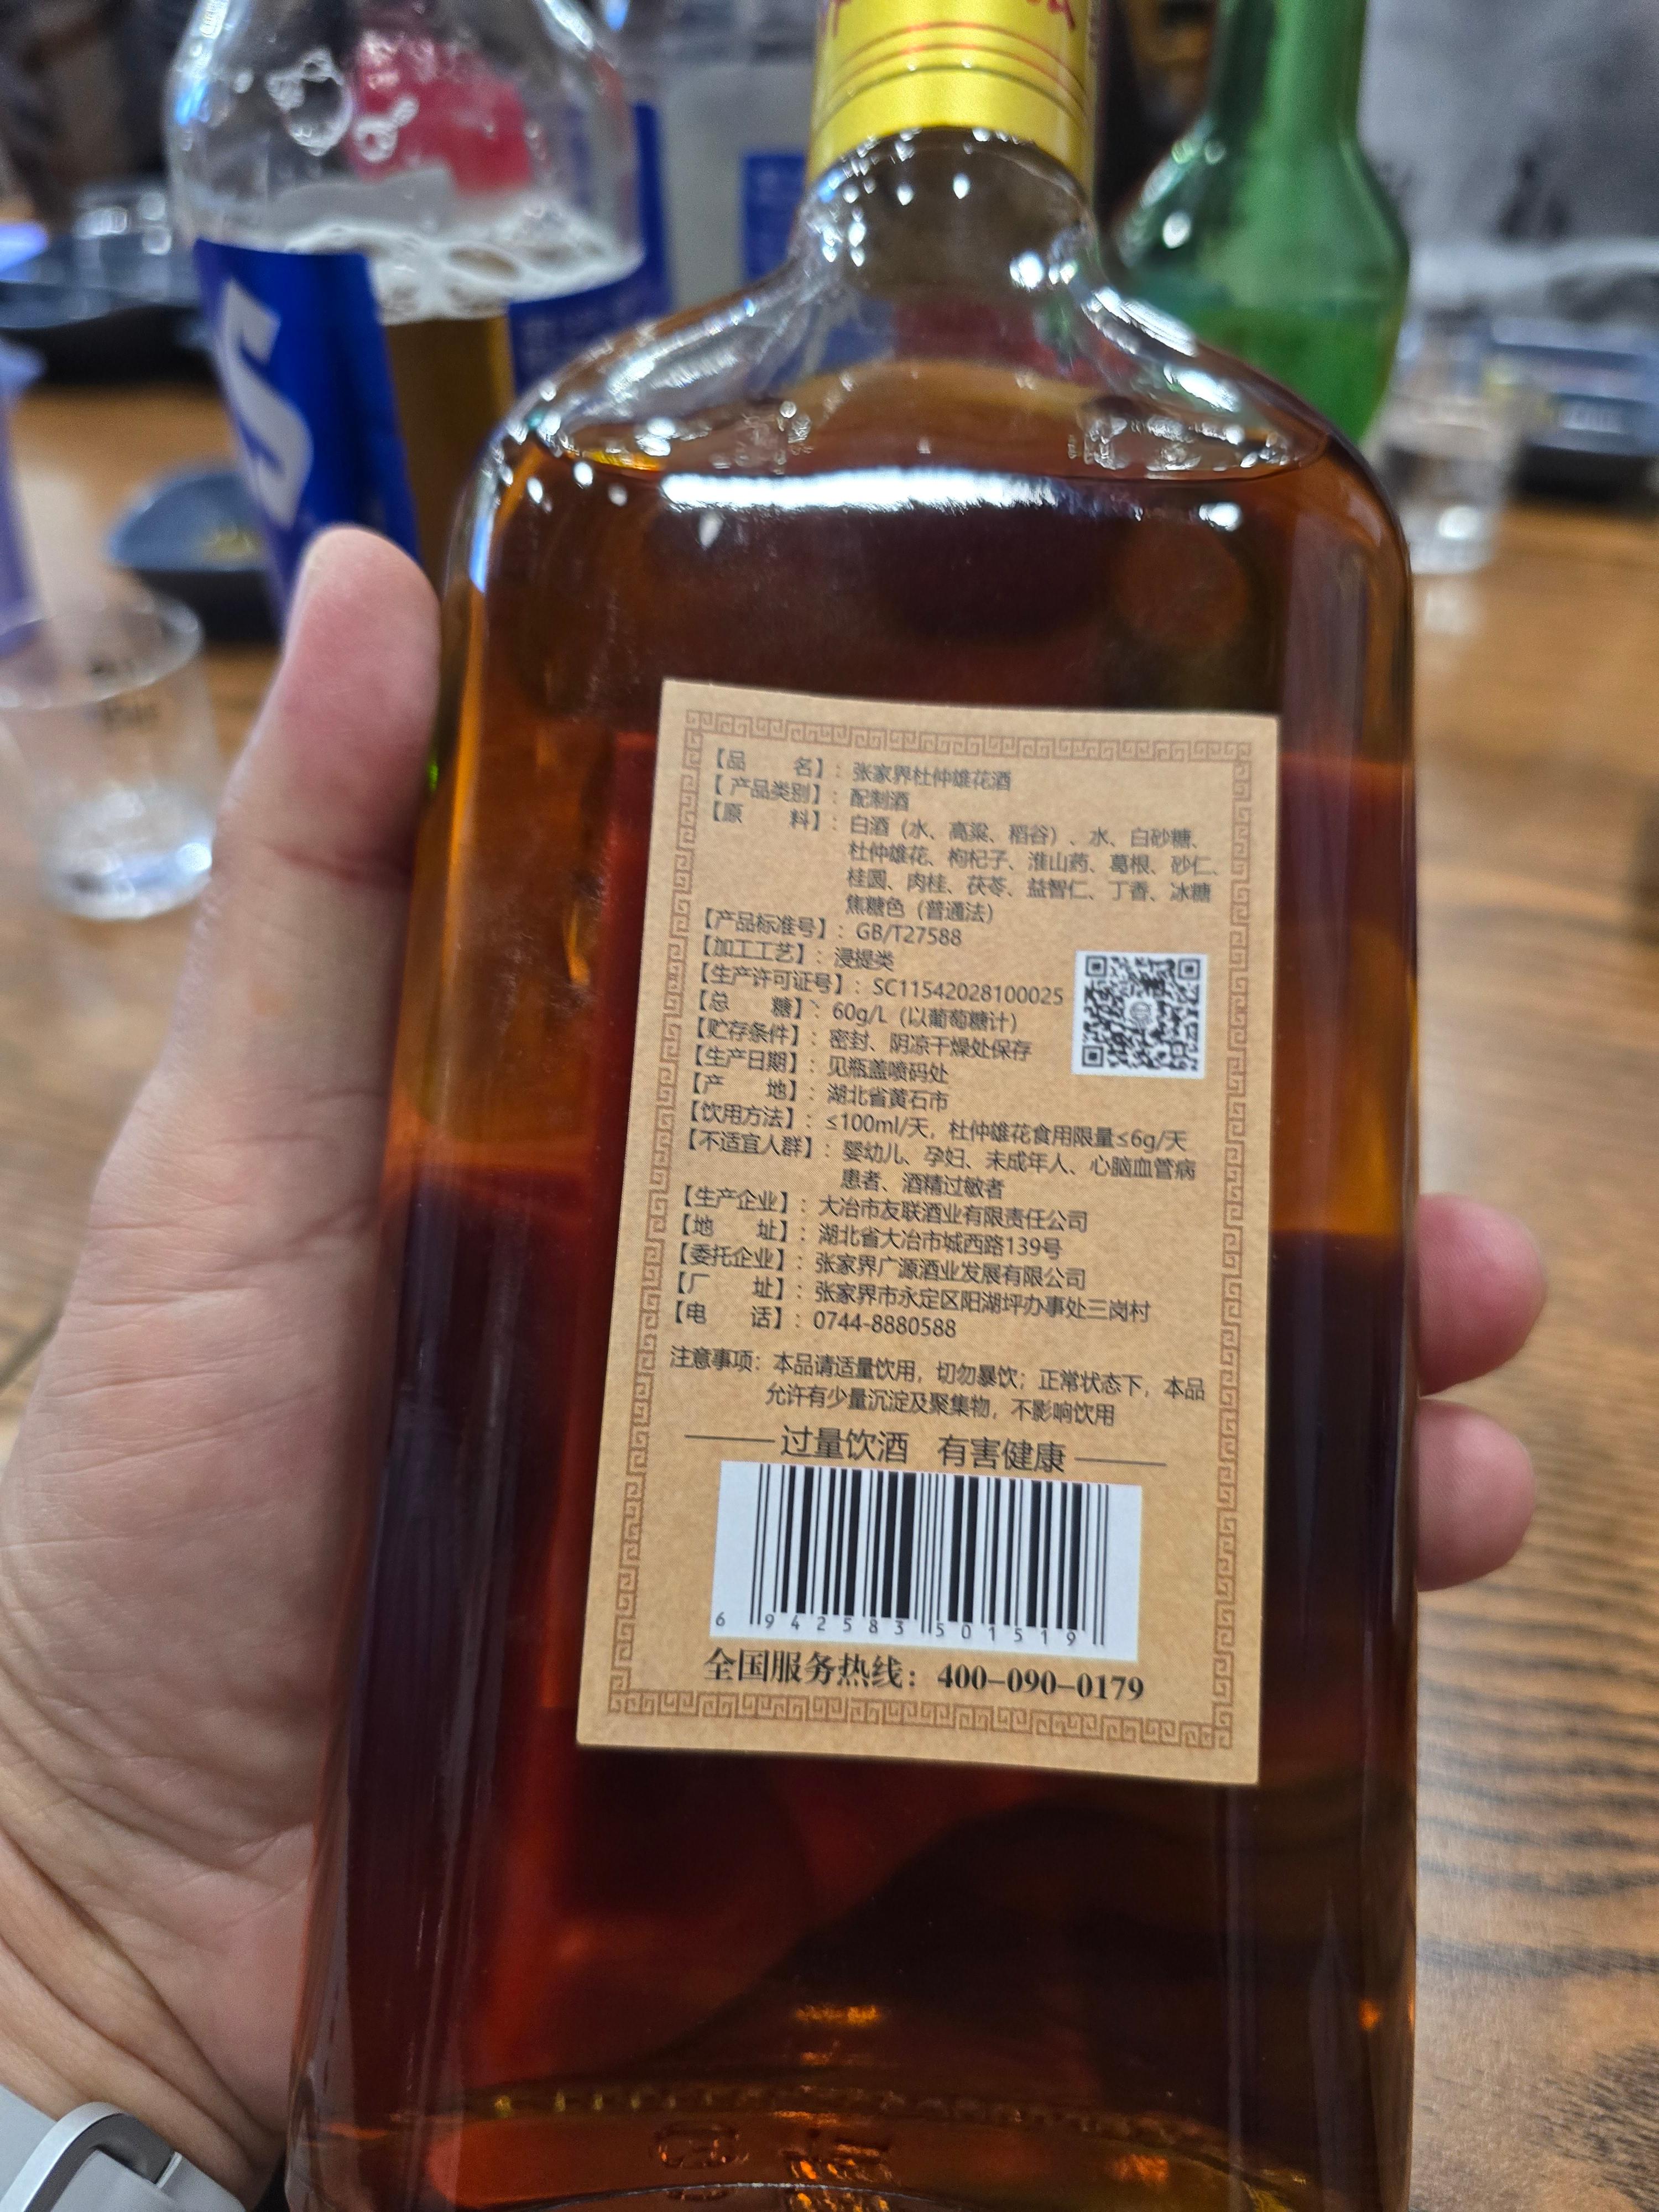 【品　　名】：张家界杜仲雄花酒
【产品类别】：配制酒
【原　　料】：白酒（水、高粱、稻谷）、水、白砂糖、
杜仲雄花、枸杞子、淮山药、葛根、砂仁、
桂圆、肉桂、茯苓、益智仁、丁香、冰糖
焦糖色（普通法）
【产品标准号】：GB/T27588
【加工工艺】：浸提类
【生产许可证号】：SC11542028100025
【总　　糖】：60g/L（以葡萄糖计）
【贮存条件】：密封、阴凉干燥处保存
【生产日期】：见瓶盖喷码处
【产　　地】：湖北省黄石市
【饮用方法】：≤100ml/天，杜仲雄花食用限量≤6g/天
【不适宜人群】：婴幼儿、孕妇、未成年人、心脑血管病
患者、酒精过敏者
【生产企业】：大冶市友联酒业有限责任公司
【地　　址】：湖北省大冶市城西路139号
【委托企业】：张家界广源酒业发展有限公司
【厂　　址】：张家界市永定区阳湖坪办事处三岗村
【电　　话】：0744-8880588
注意事项：本品请适量饮用，切勿暴饮；正常状态下，本品
允许有少量沉淀及聚集物，不影响饮用
过量饮酒　有害健康
6 942583 501519
全国服务热线：400-090-0179